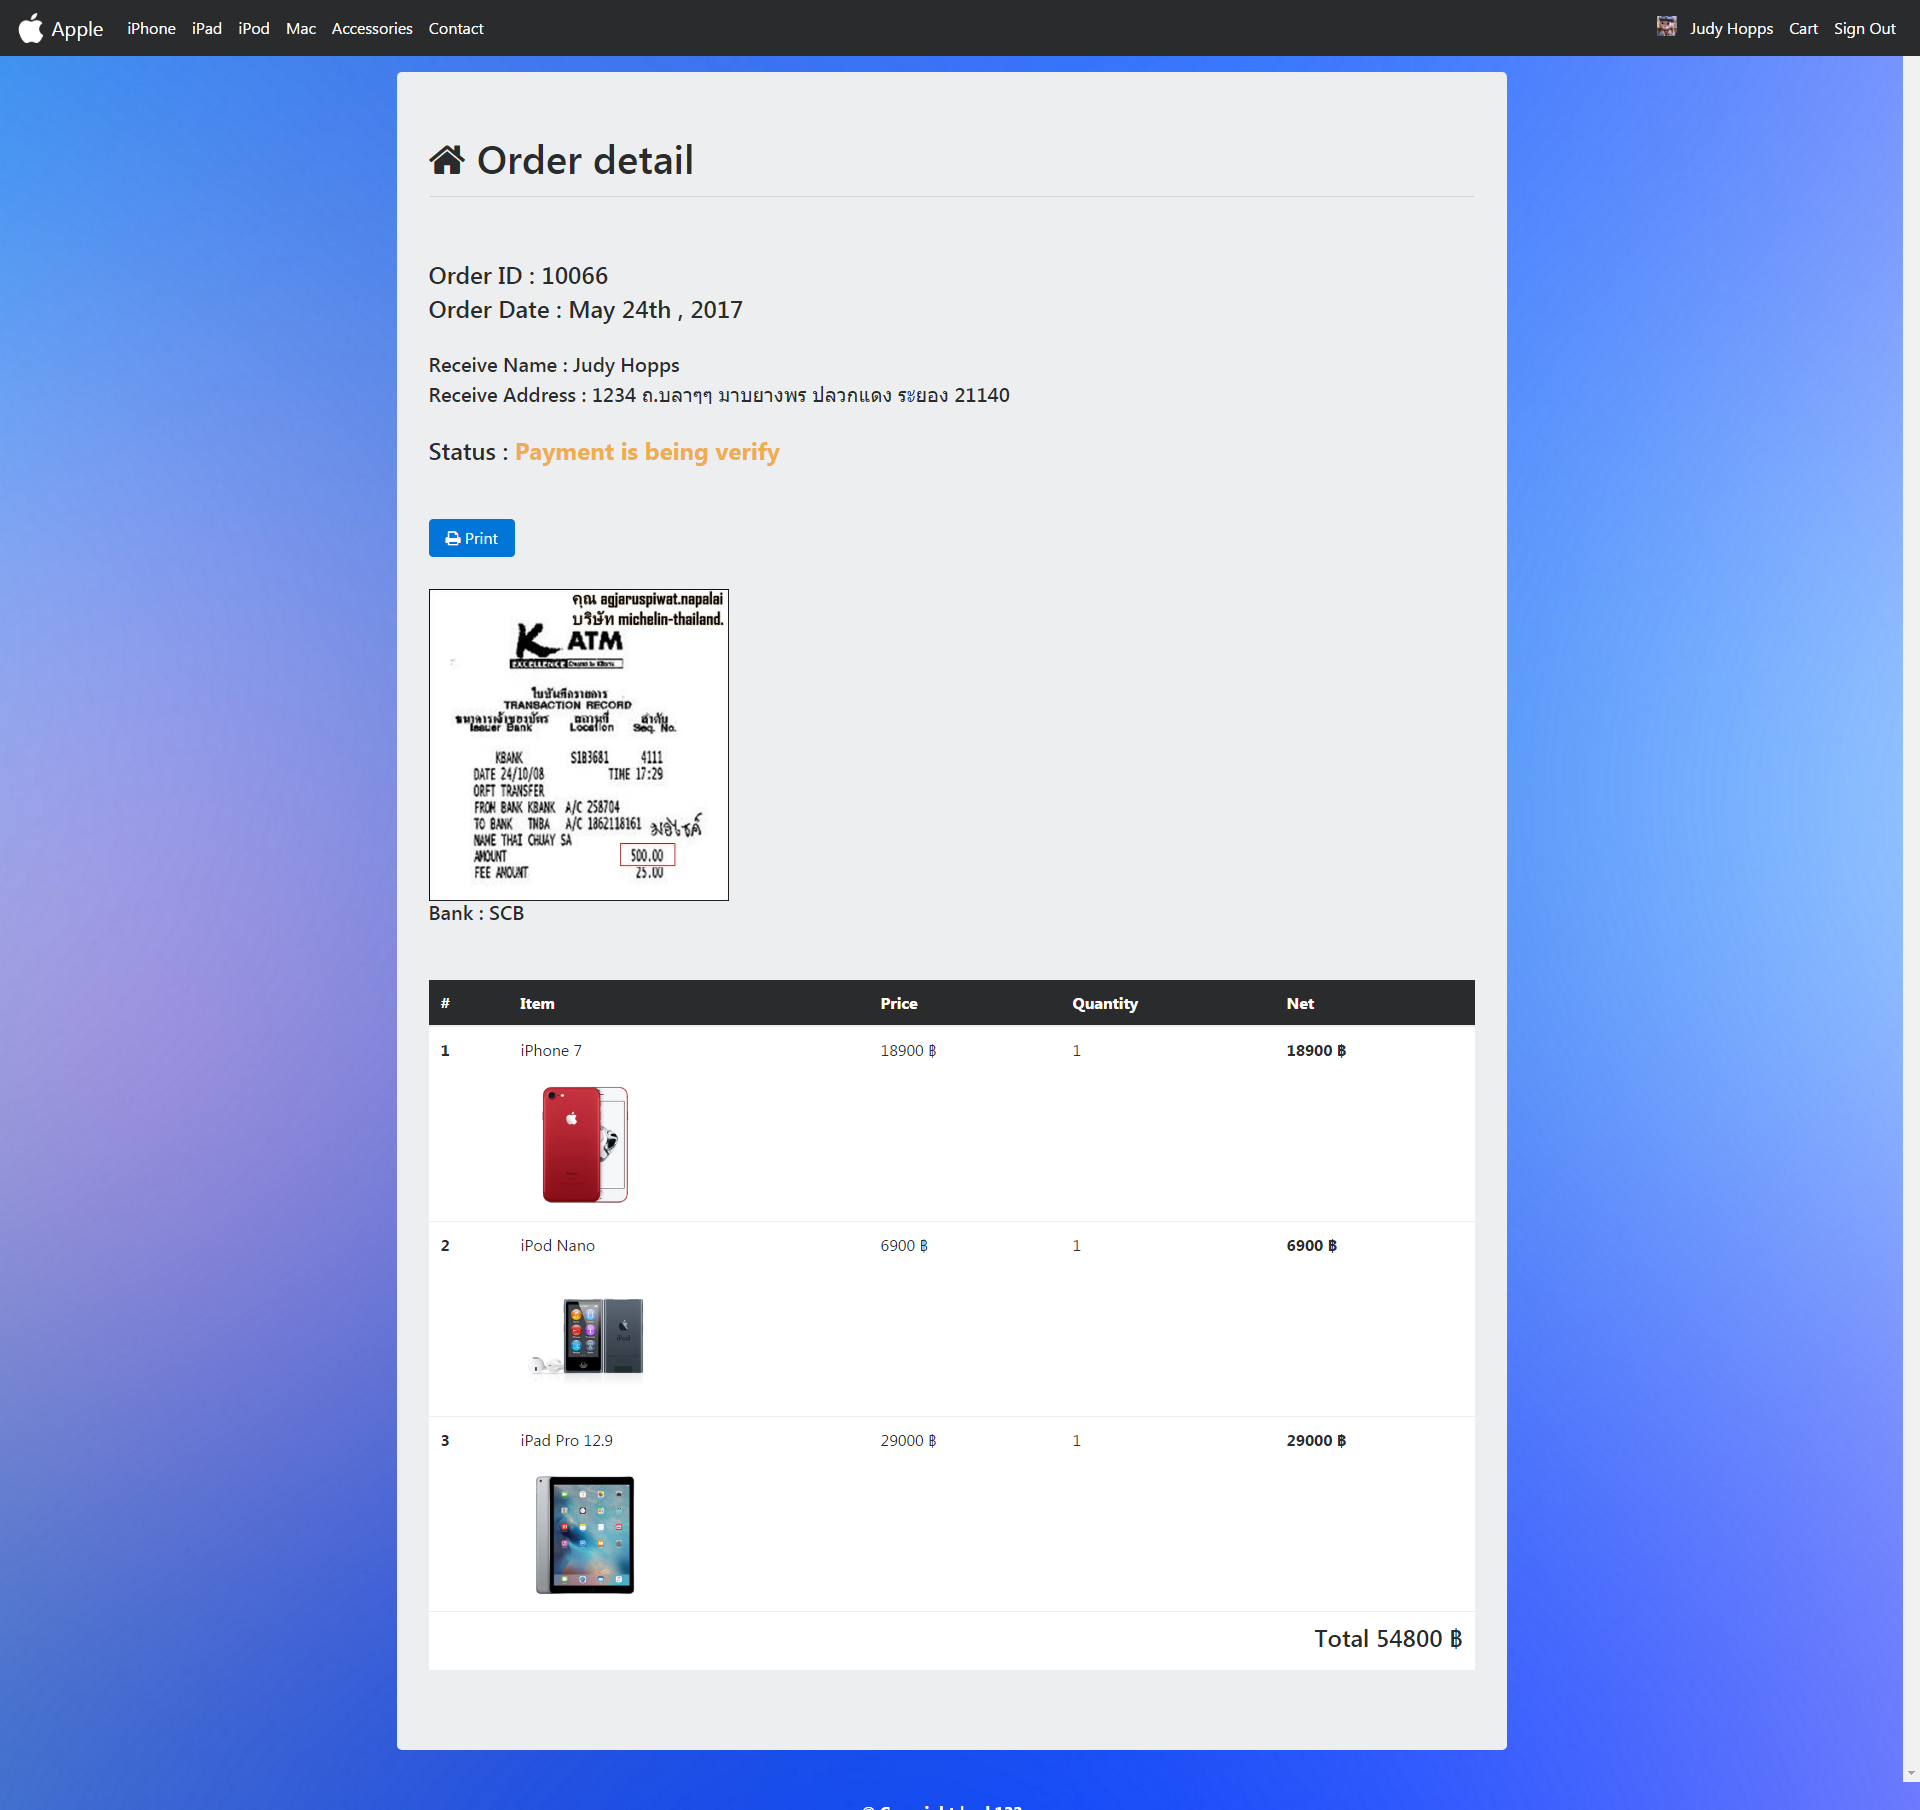 Apple iPhone iPad iPod Mac Accessories Contact Judy Hopps Cart Sign Out
Order detail
Order ID : 10066
Order Date : May 24th , 2017
Receive Name : Judy Hopps
Receive Address : 1234 ถ.บลาๆๆ มาบยางพร ปลวกแดง ระยอง 21140
Status : Payment is being verify
Print
คุณ agjaruspiwat.napalai
บริษัท michelin-thailand.
K ATM
EXCELLENCE
ใบบันทึกรายการ
TRANSACTION RECORD
ธนาคารเจ้าของบัตร สถานที่ ลำดับ
Issuer Bank Location Seq. No.
KBANK S1B3681 4111
DATE 24/10/08 TIME 17:29
ORFT TRANSFER
FROM BANK KBANK A/C 258704
TO BANK TMBA A/C 1862118161
NAME THAI CHUAY SA
AMOUNT 500.00
FEE AMOUNT 25.00
Bank : SCB
# Item Price Quantity Net
1 iPhone 7 18900 ฿ 1 18900 ฿
2 iPod Nano 6900 ฿ 1 6900 ฿
3 iPad Pro 12.9 29000 ฿ 1 29000 ฿
Total 54800 ฿